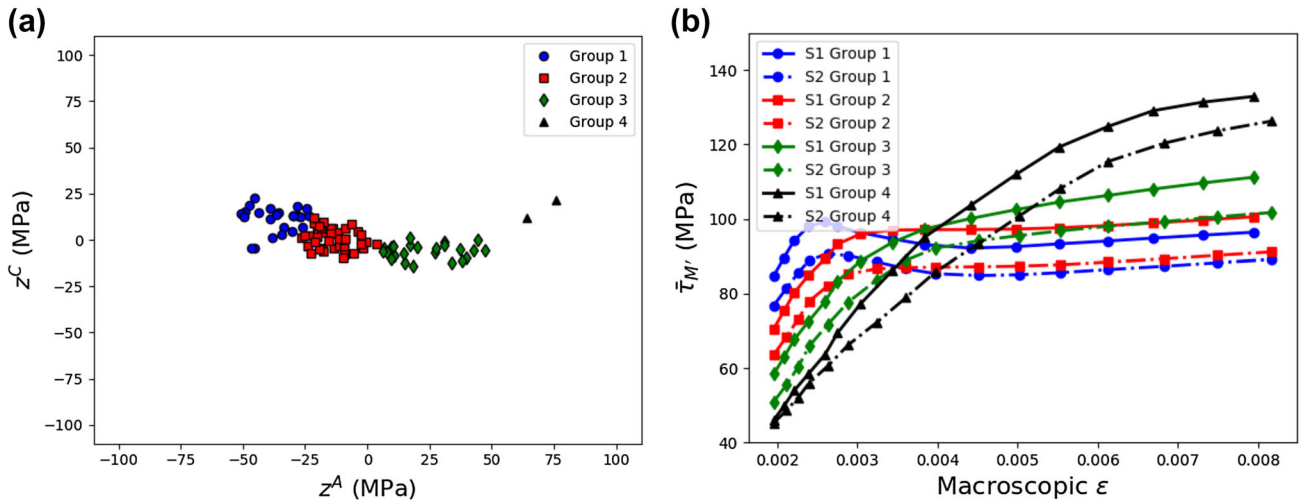 (a)
100
75
50
25
0
−25
−50
−75
−100
z^C (MPa)
Group 1
Group 2
Group 3
Group 4
−100 −75 −50 −25 0 25 50 75 100
z^A (MPa)
(b)
140
120
100
80
60
40
τ̄_M′ (MPa)
S1 Group 1
S2 Group 1
S1 Group 2
S2 Group 2
S1 Group 3
S2 Group 3
S1 Group 4
S2 Group 4
0.002 0.003 0.004 0.005 0.006 0.007 0.008
Macroscopic ε